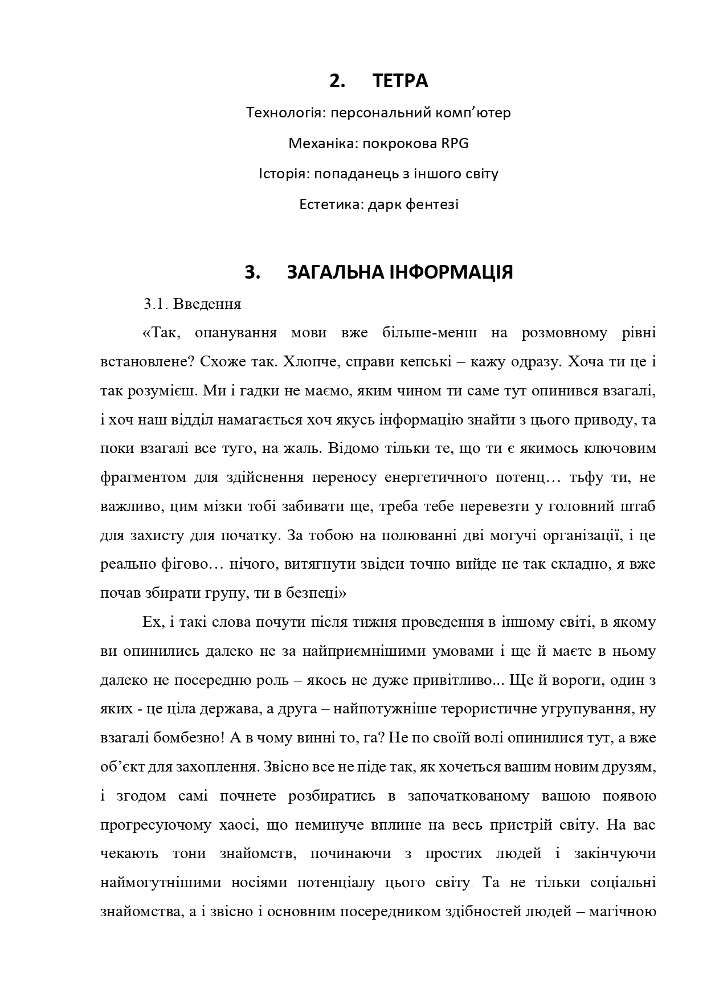 2. ТЕТРА
Технологія: персональний комп’ютер
Механіка: покрокова RPG
Історія: попаданець з іншого світу
Естетика: дарк фентезі
3. ЗАГАЛЬНА ІНФОРМАЦІЯ
3.1. Введення
«Так, опанування мови вже більше-менш на розмовному рівні
встановлене? Схоже так. Хлопче, справи кепські – кажу одразу. Хоча ти це і
так розумієш. Ми і гадки не маємо, яким чином ти саме тут опинився взагалі,
і хоч наш відділ намагається хоч якусь інформацію знайти з цього приводу, та
поки взагалі все туго, на жаль. Відомо тільки те, що ти є якимось ключовим
фрагментом для здійснення переносу енергетичного потенц… тьфу ти, не
важливо, цим мізки тобі забивати ще, треба тебе перевезти у головний штаб
для захисту для початку. За тобою на полюванні дві могучі організації, і це
реально фігово… нічого, витягнути звідси точно вийде не так складно, я вже
почав збирати групу, ти в безпеці»
Ех, і такі слова почути після тижня проведення в іншому світі, в якому
ви опинились далеко не за найприємнішими умовами і ще й маєте в ньому
далеко не посередню роль – якось не дуже привітливо... Ще й вороги, один з
яких - це ціла держава, а друга – найпотужніше терористичне угрупування, ну
взагалі бомбезно! А в чому винні то, га? Не по своїй волі опинилися тут, а вже
об’єкт для захоплення. Звісно все не піде так, як хочеться вашим новим друзям,
і згодом самі почнете розбиратись в започаткованому вашою появою
прогресуючому хаосі, що неминуче вплине на весь пристрій світу. На вас
чекають тони знайомств, починаючи з простих людей і закінчуючи
наймогутнішими носіями потенціалу цього світу. Та не тільки соціальні
знайомства, а і звісно і основним посередником здібностей людей – магічною